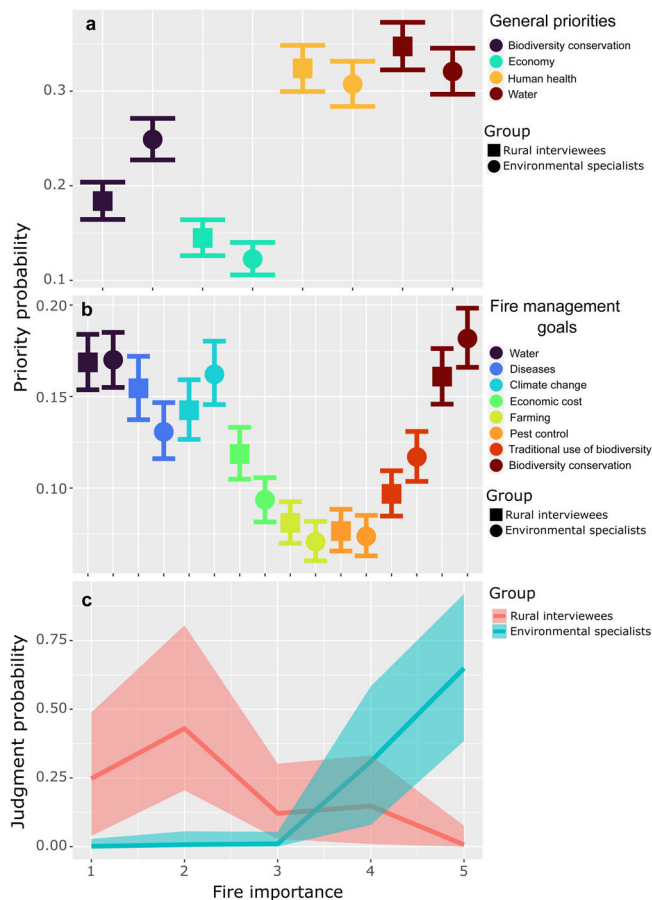 a
General priorities
Biodiversity conservation
Economy
Human health
Water
Group
Rural interviewees
Environmental specialists
0.3
0.2
0.1
Priority probability
b
Fire management
goals
Water
Diseases
Climate change
Economic cost
Farming
Pest control
Traditional use of biodiversity
Biodiversity conservation
Group
Rural interviewees
Environmental specialists
0.20
0.15
0.10
c
Group
Rural interviewees
Environmental specialists
0.75
0.50
0.25
0.00
Judgment probability
1 2 3 4 5
Fire importance